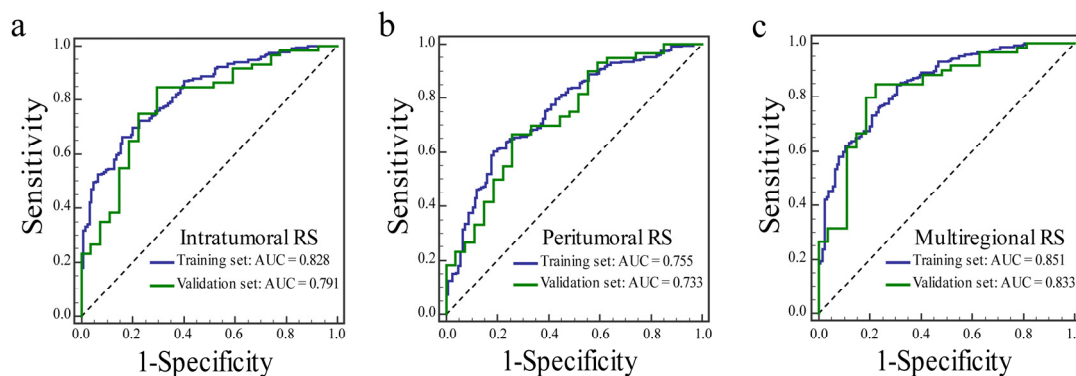 a
Sensitivity
1.0
0.8
0.6
0.4
0.2
0.0
Intratumoral RS
Training set: AUC = 0.828
Validation set: AUC = 0.791
0.0 0.2 0.4 0.6 0.8 1.0
1-Specificity
b
Sensitivity
1.0
0.8
0.6
0.4
0.2
0.0
Peritumoral RS
Training set: AUC = 0.755
Validation set: AUC = 0.733
0.0 0.2 0.4 0.6 0.8 1.0
1-Specificity
c
Sensitivity
1.0
0.8
0.6
0.4
0.2
0.0
Multiregional RS
Training set: AUC = 0.851
Validation set: AUC = 0.833
0.0 0.2 0.4 0.6 0.8 1.0
1-Specificity